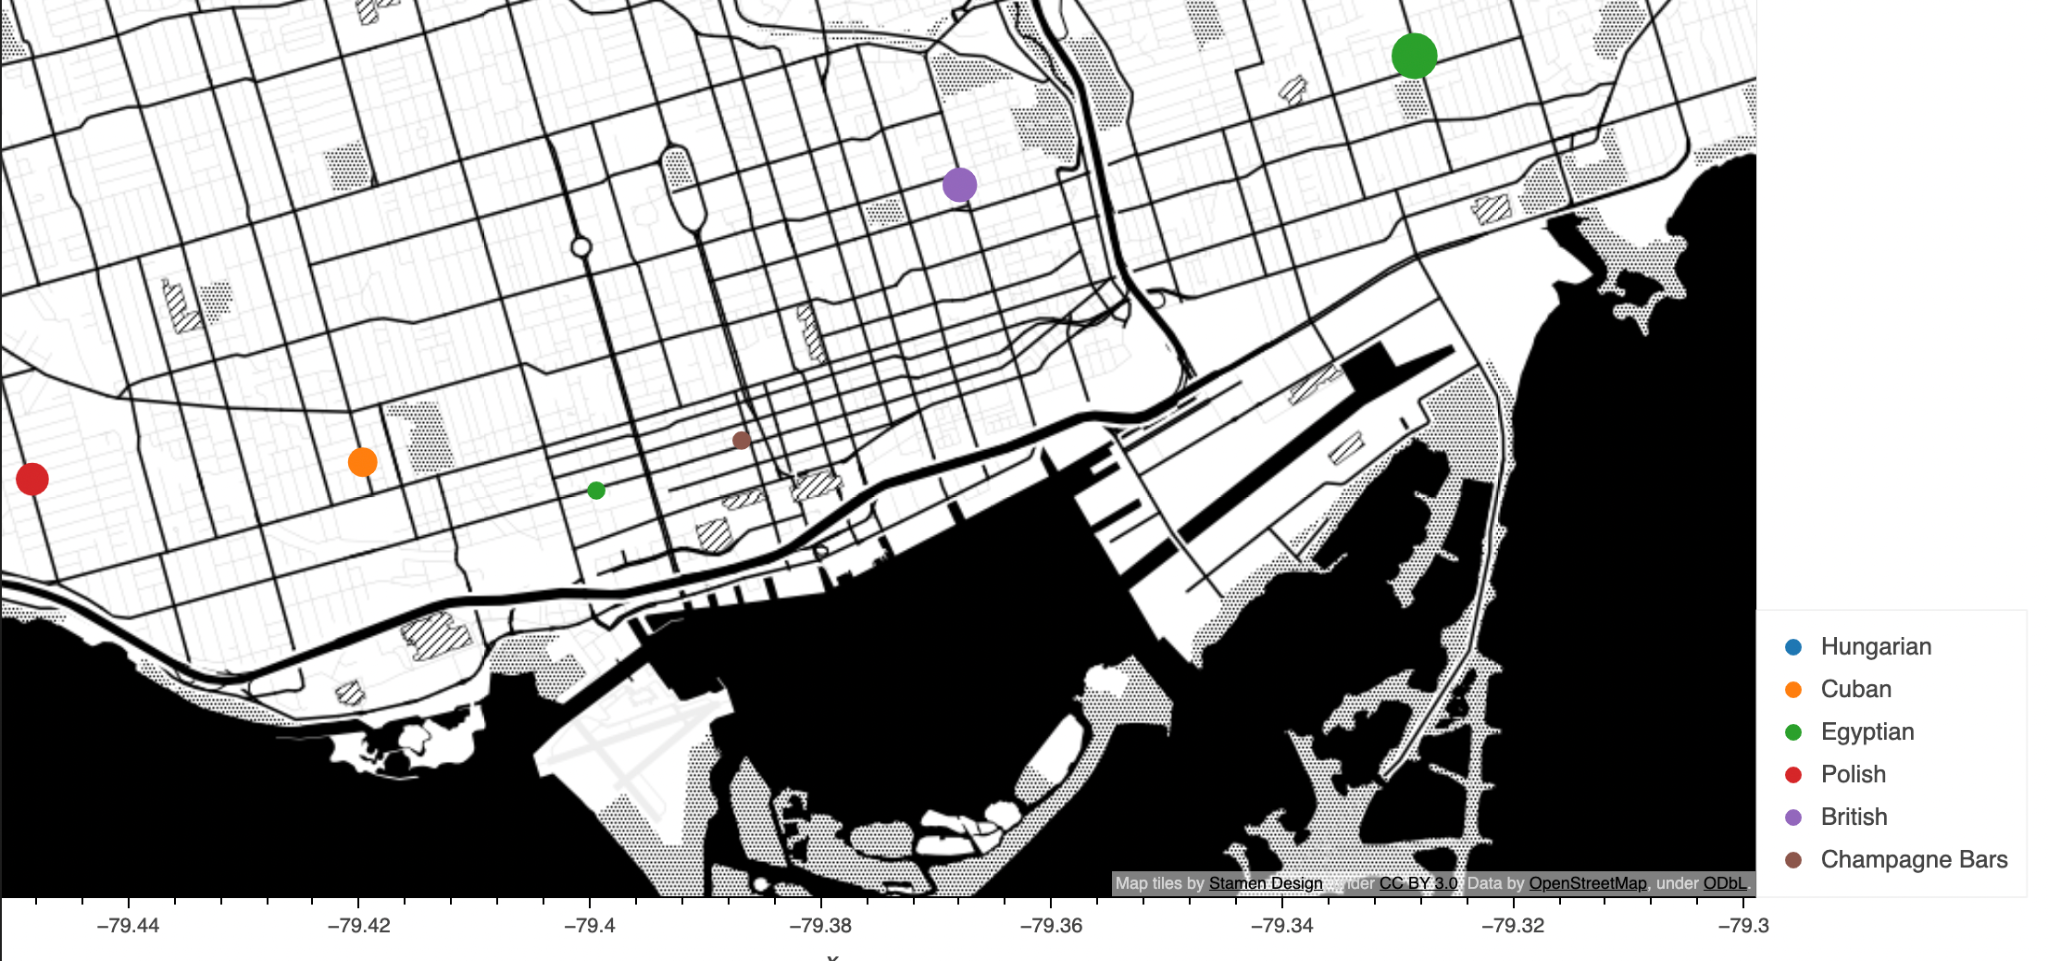 Hungarian
Cuban
Egyptian
Polish
British
Champagne Bars
Map tiles by Stamen Design, CC BY 3.0. Data by OpenStreetMap, under ODbL.
−79.44 −79.42 −79.4 −79.38 −79.36 −79.34 −79.32 −79.3